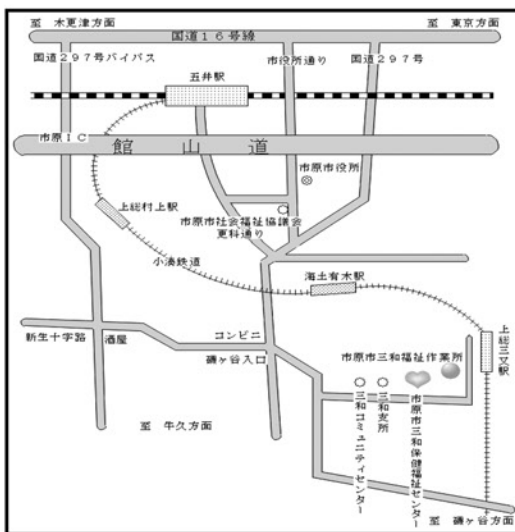 至 木更津方面
至 東京方面
国道16号線
国道297号バイパス
市役所通り
国道297号
五井駅
市原IC
館山道
市原市役所
上総村上駅
市原市社会福祉協議会
更科通り
小湊鉄道
海土有木駅
新生十字路
酒屋
コンビニ
磯ヶ谷入口
上総三又駅
市原市三和福祉作業所
三和コミュニティセンター
三和支所
市原市三和保健福祉センター
至 牛久方面
至 磯ヶ谷方面